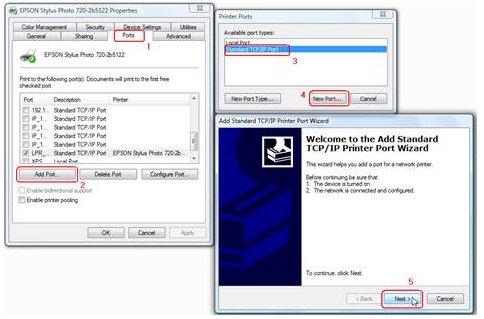 EPSON Stylus Photo 720-2b5122 Properties
Color Management Security Device Settings Utilities
General Sharing Ports Advanced
1
EPSON Stylus Photo 720-2b5122
Print to the following port(s). Documents will print to the first free
checked port.
Port Description Printer
192.1... Standard TCP/IP Port
IP_1... Standard TCP/IP Port
IP_1... Standard TCP/IP Port
IP_1... Standard TCP/IP Port
LPR_... Standard TCP/IP Port EPSON Stylus Photo 720-2b...
XPS... Local Port
Add Port... Delete Port Configure Port...
2
Enable bidirectional support
Enable printer pooling
OK Cancel Apply
Printer Ports
Available port types:
Local Port
Standard TCP/IP Port
3
4
New Port Type... New Port... Cancel
Add Standard TCP/IP Printer Port Wizard
Welcome to the Add Standard
TCP/IP Printer Port Wizard
This wizard helps you add a port for a network printer.
Before continuing be sure that:
1. The device is turned on.
2. The network is connected and configured.
To continue, click Next.
5
< Back Next > Cancel